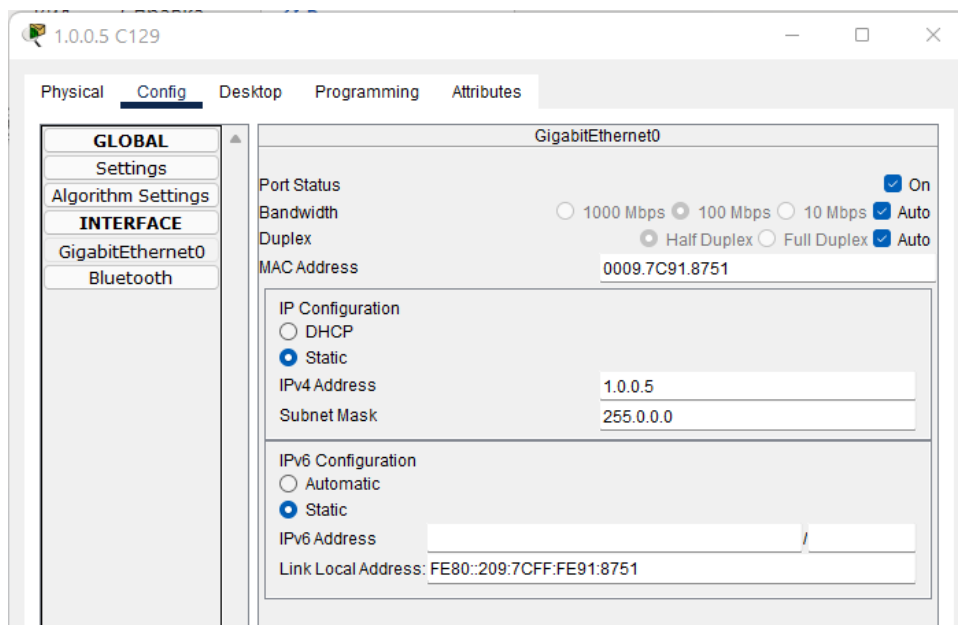 1.0.0.5 C129
Physical Config Desktop Programming Attributes
GLOBAL
Settings
Algorithm Settings
INTERFACE
GigabitEthernet0
Bluetooth
GigabitEthernet0
Port Status On
Bandwidth 1000 Mbps 100 Mbps 10 Mbps Auto
Duplex Half Duplex Full Duplex Auto
MAC Address 0009.7C91.8751
IP Configuration
DHCP
Static
IPv4 Address 1.0.0.5
Subnet Mask 255.0.0.0
IPv6 Configuration
Automatic
Static
IPv6 Address /
Link Local Address: FE80::209:7CFF:FE91:8751